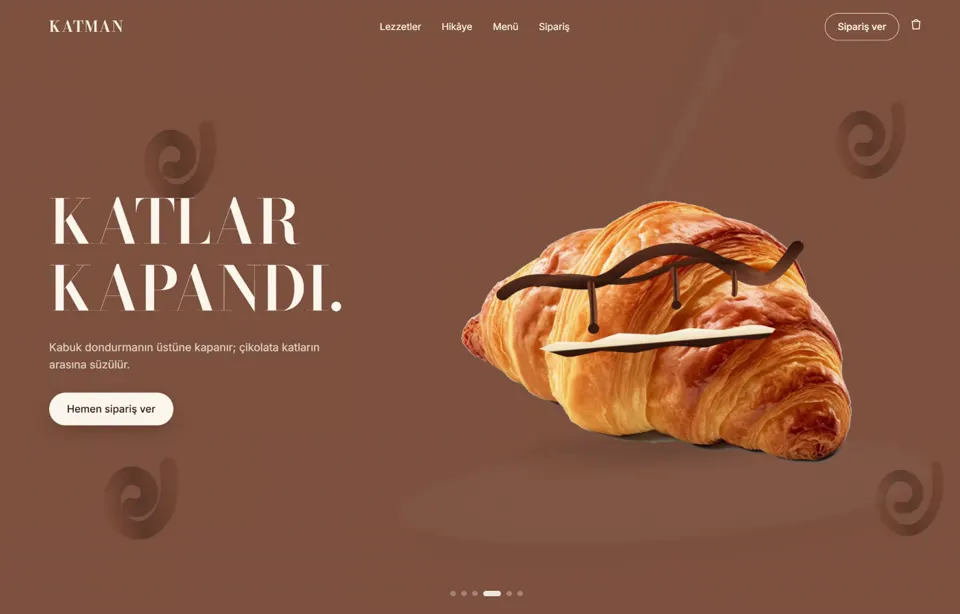 KATMAN
Lezzetler
Hikâye
Menü
Sipariş
Sipariş ver
KATLAR
KAPANDI.
Kabuk dondurmanın üstüne kapanır; çikolata katların
arasına süzülür.
Hemen sipariş ver